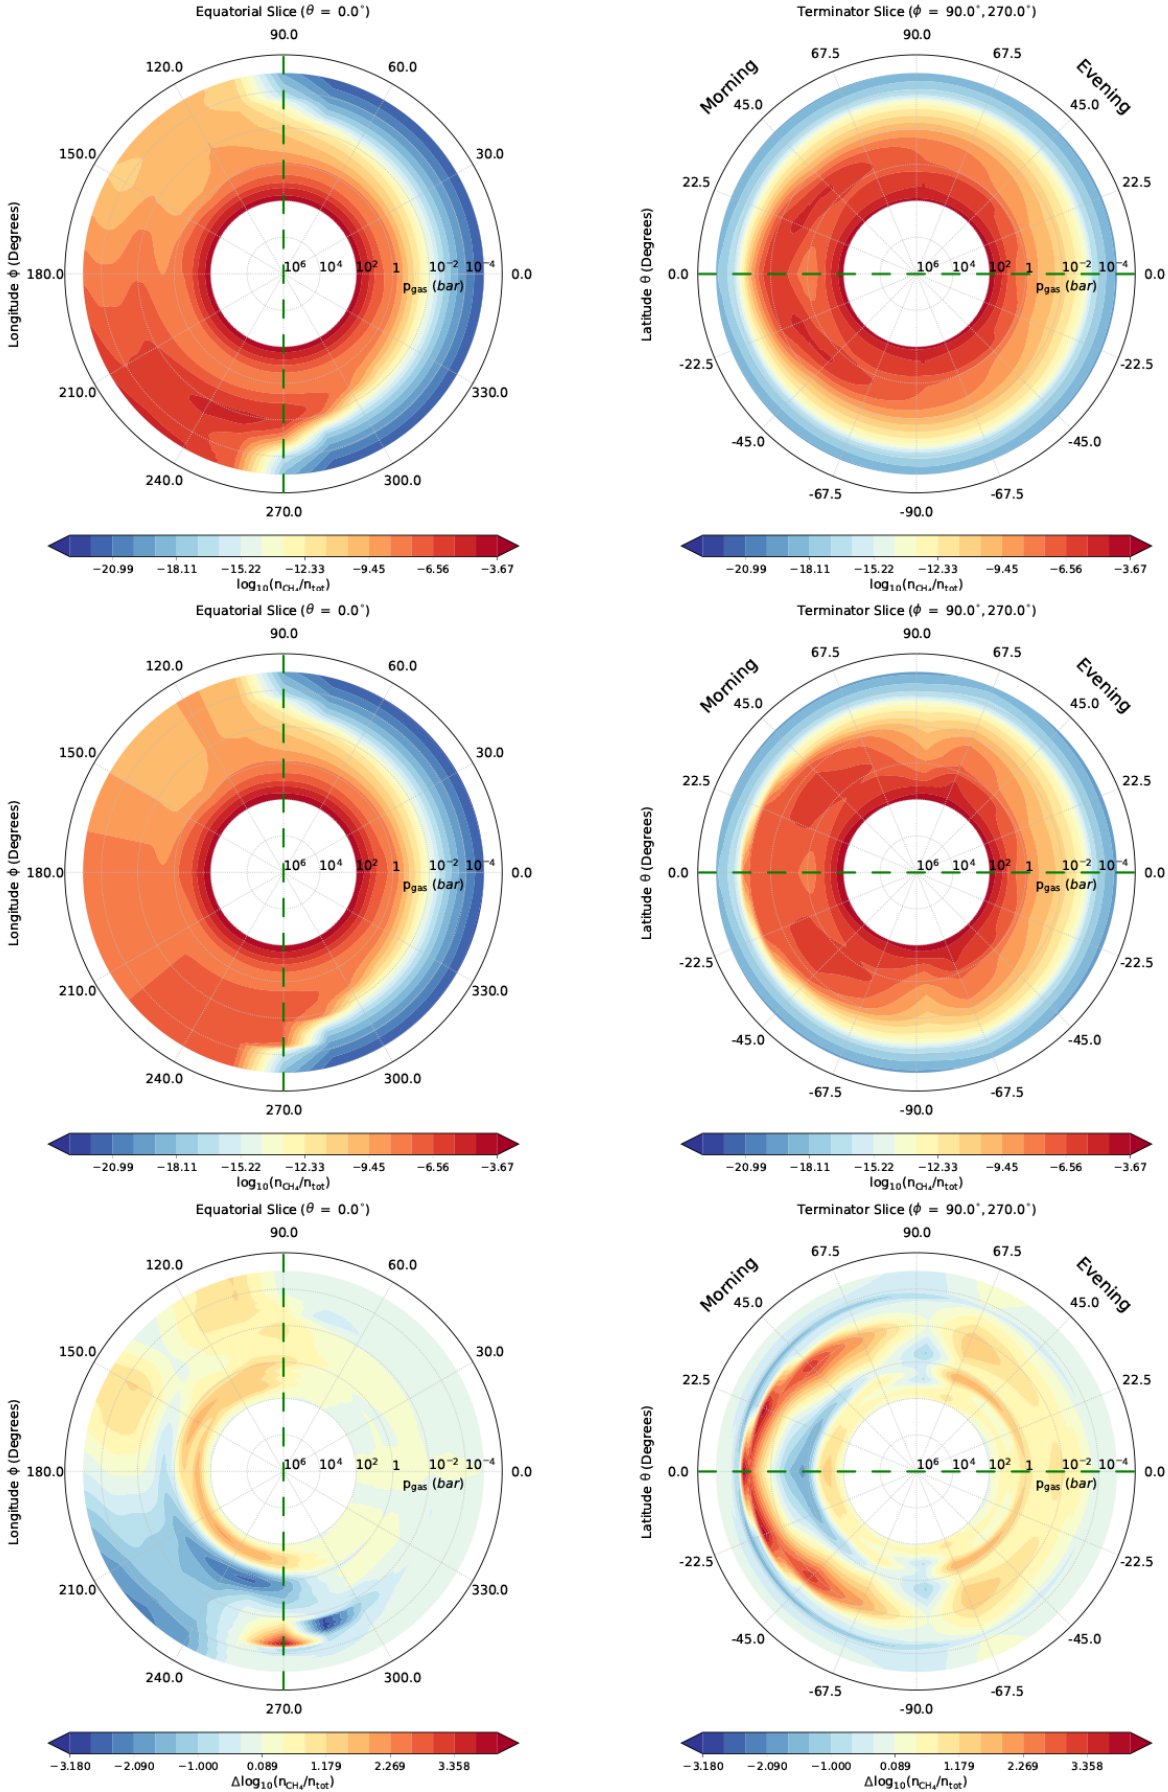 Equatorial Slice (θ = 0.0°)
90.0
120.0
60.0
150.0
30.0
180.0
10⁶ 10⁴ 10² 1 10⁻² 10⁻⁴
0.0
p_gas (bar)
Longitude ϕ (Degrees)
210.0
330.0
240.0
300.0
270.0
−20.99 −18.11 −15.22 −12.33 −9.45 −6.56 −3.67
log₁₀(n_CH₄/n_tot)
Terminator Slice (ϕ = 90.0°, 270.0°)
90.0
67.5
67.5
Morning
Evening
45.0
45.0
22.5
22.5
0.0
10⁶ 10⁴ 10² 1 10⁻² 10⁻⁴
0.0
p_gas (bar)
Latitude θ (Degrees)
-22.5
-22.5
-45.0
-45.0
-67.5
-67.5
-90.0
−20.99 −18.11 −15.22 −12.33 −9.45 −6.56 −3.67
log₁₀(n_CH₄/n_tot)
Equatorial Slice (θ = 0.0°)
90.0
120.0
60.0
150.0
30.0
180.0
10⁶ 10⁴ 10² 1 10⁻² 10⁻⁴
0.0
p_gas (bar)
Longitude ϕ (Degrees)
210.0
330.0
240.0
300.0
270.0
−20.99 −18.11 −15.22 −12.33 −9.45 −6.56 −3.67
log₁₀(n_CH₄/n_tot)
Terminator Slice (ϕ = 90.0°, 270.0°)
90.0
67.5
67.5
Morning
Evening
45.0
45.0
22.5
22.5
0.0
10⁶ 10⁴ 10² 1 10⁻² 10⁻⁴
0.0
p_gas (bar)
Latitude θ (Degrees)
-22.5
-22.5
-45.0
-45.0
-67.5
-67.5
-90.0
−20.99 −18.11 −15.22 −12.33 −9.45 −6.56 −3.67
log₁₀(n_CH₄/n_tot)
Equatorial Slice (θ = 0.0°)
90.0
120.0
60.0
150.0
30.0
180.0
10⁶ 10⁴ 10² 1 10⁻² 10⁻⁴
0.0
p_gas (bar)
Longitude ϕ (Degrees)
210.0
330.0
240.0
300.0
270.0
−3.180 −2.090 −1.000 0.089 1.179 2.269 3.358
Δlog₁₀(n_CH₄/n_tot)
Terminator Slice (ϕ = 90.0°, 270.0°)
90.0
67.5
67.5
Morning
Evening
45.0
45.0
22.5
22.5
0.0
10⁶ 10⁴ 10² 1 10⁻² 10⁻⁴
0.0
p_gas (bar)
Latitude θ (Degrees)
-22.5
-22.5
-45.0
-45.0
-67.5
-67.5
-90.0
−3.180 −2.090 −1.000 0.089 1.179 2.269 3.358
Δlog₁₀(n_CH₄/n_tot)